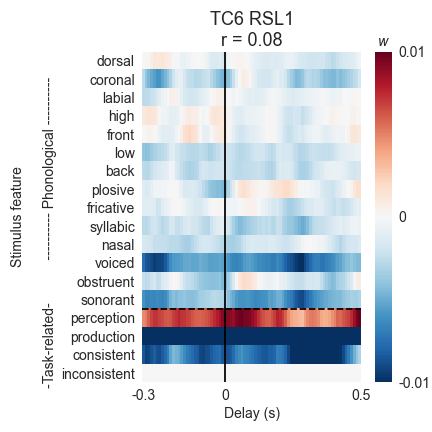 TC6 RSL1
r = 0.08
w
dorsal
coronal
labial
high
front
low
back
plosive
fricative
syllabic
nasal
voiced
obstruent
sonorant
perception
production
consistent
inconsistent
Stimulus feature
-Task-related- ---------- Phonological ----------
0.01
0
-0.01
-0.3 0 0.5
Delay (s)